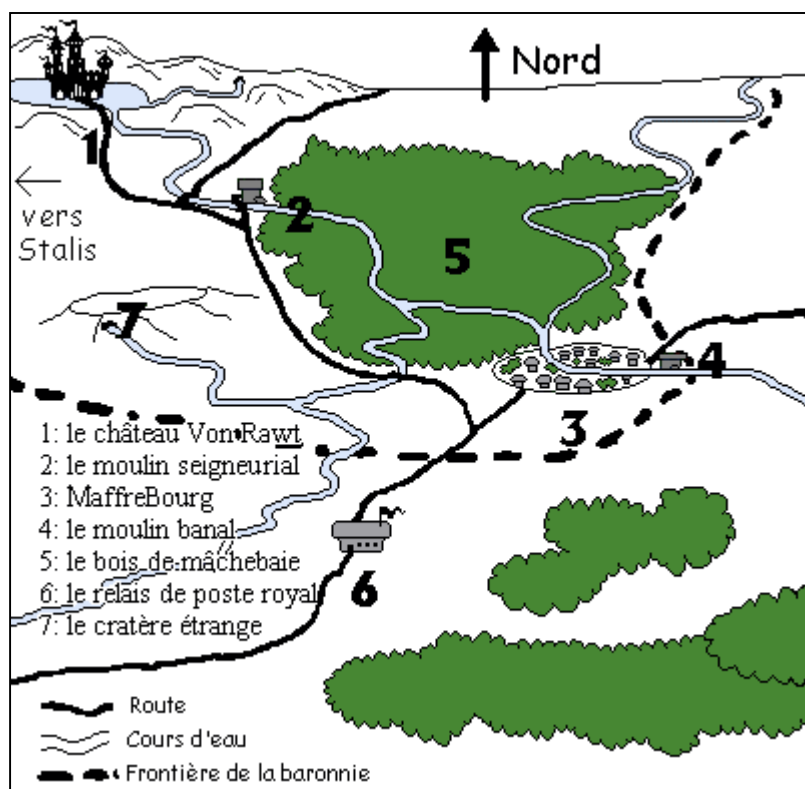 Nord
1
vers
Stalis
2
5
7
4
3
1: le château Von Rawt
2: le moulin seigneurial
3: MaffreBourg
4: le moulin banal
5: le bois de mâchebaie
6: le relais de poste royal
7: le cratère étrange
6
Route
Cours d'eau
Frontière de la baronnie